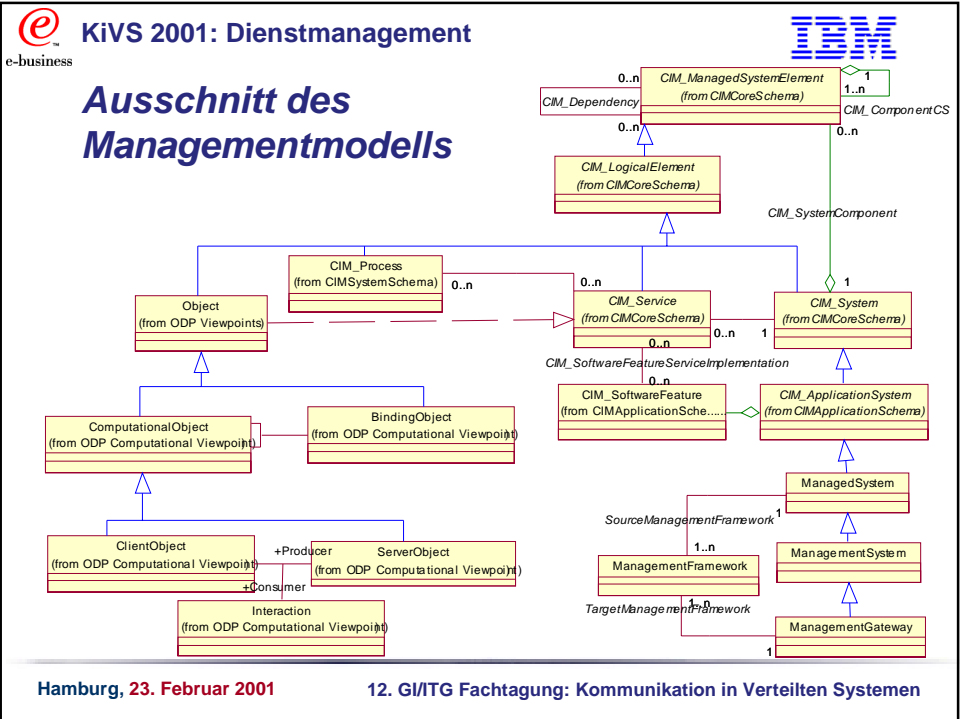 e
e-business
KiVS 2001: Dienstmanagement
IBM
Ausschnitt des
Managementmodells
0..n
CIM_ManagedSystemElement
(from CIMCoreSchema)
1
1..n
CIM_Dependency
CIM_ComponentCS
0..n
0..n
CIM_LogicalElement
(from CIMCoreSchema)
CIM_SystemComponent
CIM_Process
(from CIMSystemSchema)
0..n
0..n
1
Object
(from ODP Viewpoints)
CIM_Service
(from CIMCoreSchema)
0..n
0..n
1
CIM_System
(from CIMCoreSchema)
CIM_SoftwareFeatureServiceImplementation
0..n
CIM_SoftwareFeature
(from CIMApplicationSche......
CIM_ApplicationSystem
(from CIMApplicationSchema)
ComputationalObject
(from ODP Computational Viewpoint)
BindingObject
(from ODP Computational Viewpoint)
ManagedSystem
1
SourceManagementFramework
1..n
ClientObject
(from ODP Computational Viewpoint)
+Producer
+Consumer
ServerObject
(from ODP Computational Viewpoint)
ManagementFramework
1..n
ManagementSystem
Interaction
(from ODP Computational Viewpoint)
TargetManagementFramework
1
ManagementGateway
Hamburg, 23. Februar 2001
12. GI/ITG Fachtagung: Kommunikation in Verteilten Systemen